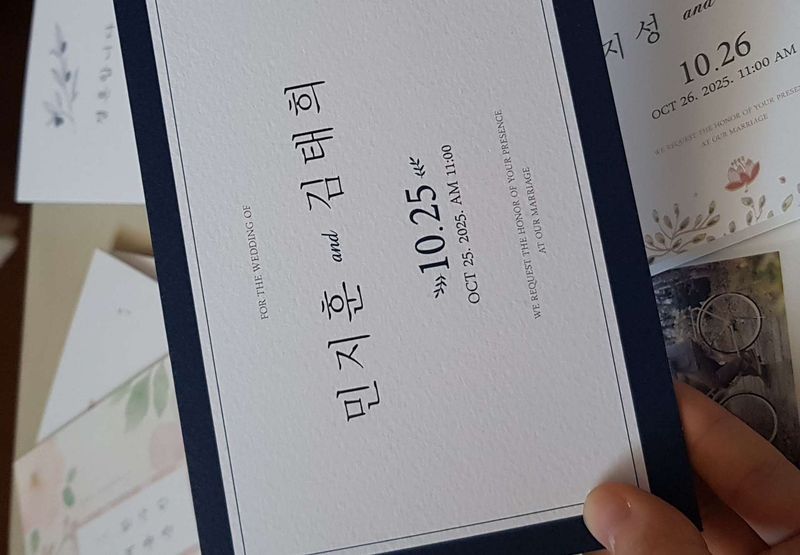 FOR THE WEDDING OF
민지훈 and 김태희
10.25
OCT 25. 2025. AM 11:00
WE REQUEST THE HONOR OF YOUR PRESENCE
AT OUR MARRIAGE
지성 and
10.26
OCT 26. 2025. 11:00 AM
WE REQUEST THE HONOR OF YOUR PRESENCE
AT OUR MARRIAGE